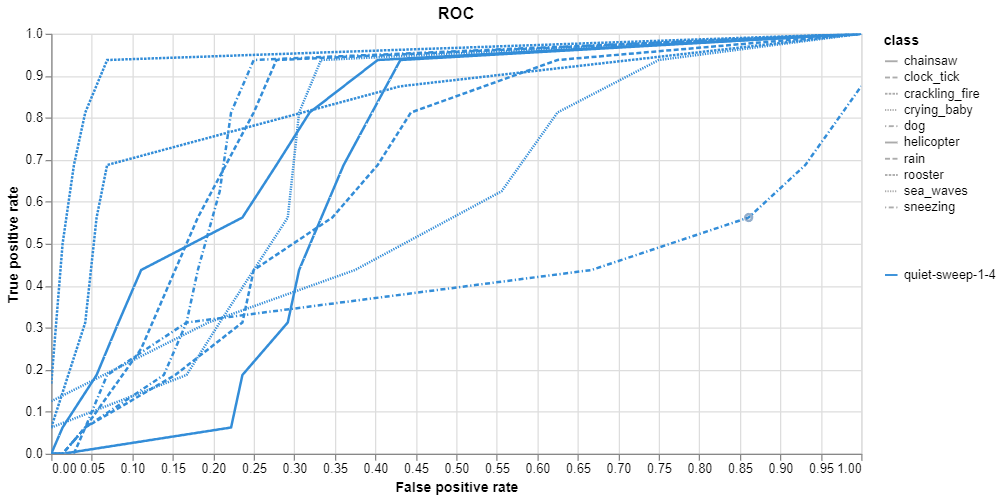 ROC
True positive rate
1.0
0.9
0.8
0.7
0.6
0.5
0.4
0.3
0.2
0.1
0.0
0.00 0.05 0.10 0.15 0.20 0.25 0.30 0.35 0.40 0.45 0.50 0.55 0.60 0.65 0.70 0.75 0.80 0.85 0.90 0.95 1.00
False positive rate
class
chainsaw
clock_tick
crackling_fire
crying_baby
dog
helicopter
rain
rooster
sea_waves
sneezing
quiet-sweep-1-4